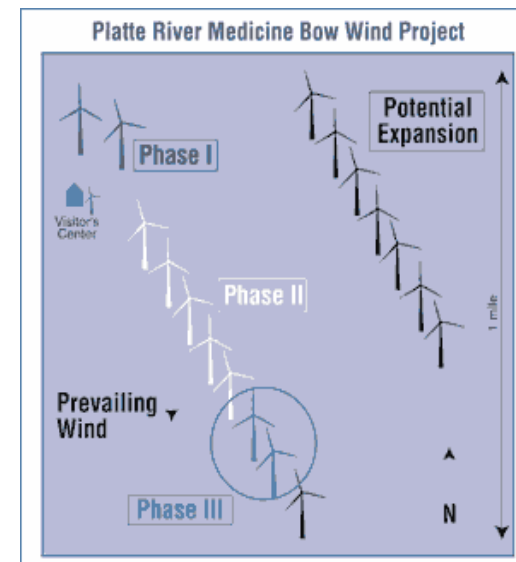 Platte River Medicine Bow Wind Project
Potential
Expansion
Phase I
Visitor's
Center
Phase II
1 mile
Prevailing
Wind
Phase III
N